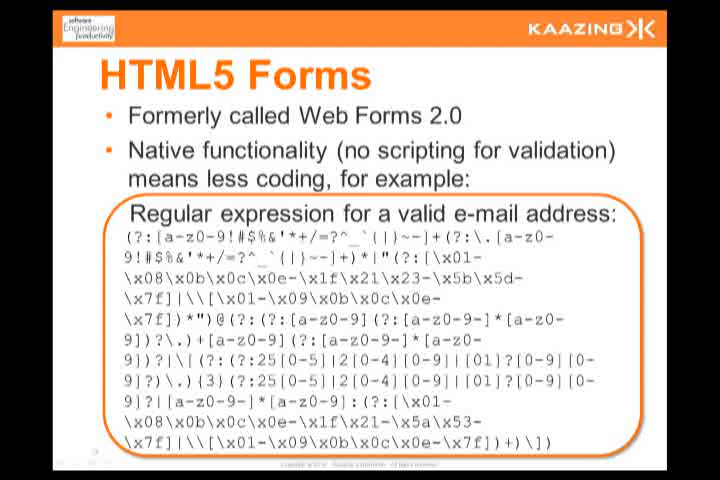 software
Engineering
productivity
KAAZING
HTML5 Forms
• Formerly called Web Forms 2.0
• Native functionality (no scripting for validation)
means less coding, for example:
Regular expression for a valid e-mail address:
(?:[a-z0-9!#$%&'*+/=?^_`{|}~-]+(?:\.[a-z0-
9!#$%&'*+/=?^_`{|}~-]+)*|"(?:[\x01-
\x08\x0b\x0c\x0e-\x1f\x21\x23-\x5b\x5d-
\x7f]|\\[\x01-\x09\x0b\x0c\x0e-
\x7f])*")@(?:(?:[a-z0-9](?:[a-z0-9-]*[a-z0-
9])?\.)+[a-z0-9](?:[a-z0-9-]*[a-z0-
9])?|\[(?:(?:25[0-5]|2[0-4][0-9]|[01]?[0-9][0-
9]?)\.){3}(?:25[0-5]|2[0-4][0-9]|[01]?[0-9][0-
9]?|[a-z0-9-]*[a-z0-9]:(?:[\x01-
\x08\x0b\x0c\x0e-\x1f\x21-\x5a\x53-
\x7f]|\\[\x01-\x09\x0b\x0c\x0e-\x7f])+)\])